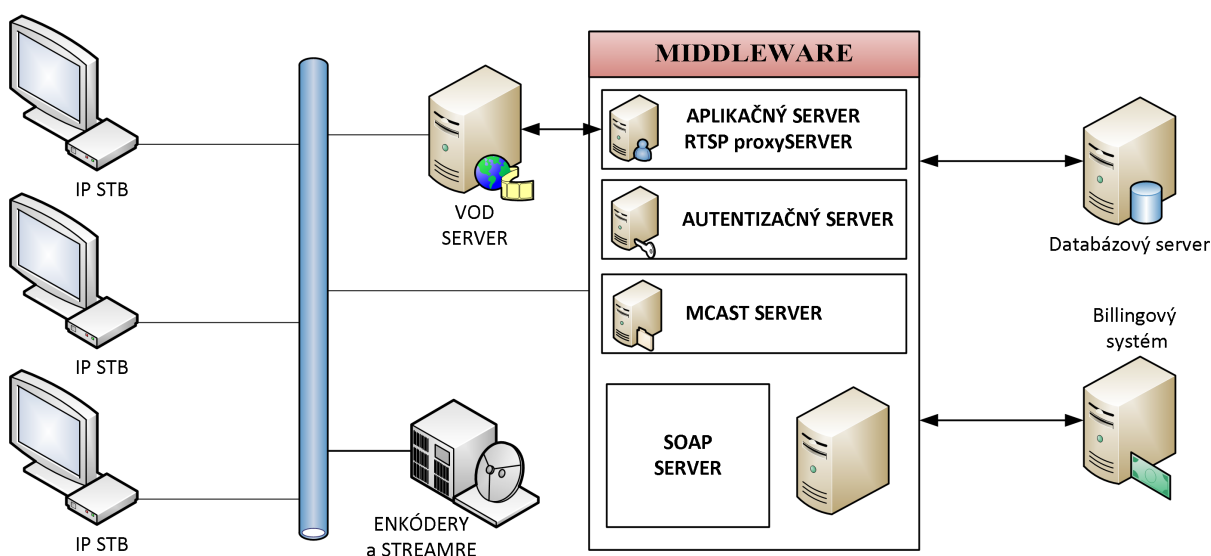 IP STB
IP STB
IP STB
VOD
SERVER
ENKÓDERY
a STREAMRE
MIDDLEWARE
APLIKAČNÝ SERVER
RTSP proxySERVER
AUTENTIZAČNÝ SERVER
MCAST SERVER
SOAP
SERVER
Databázový server
Billingový
systém